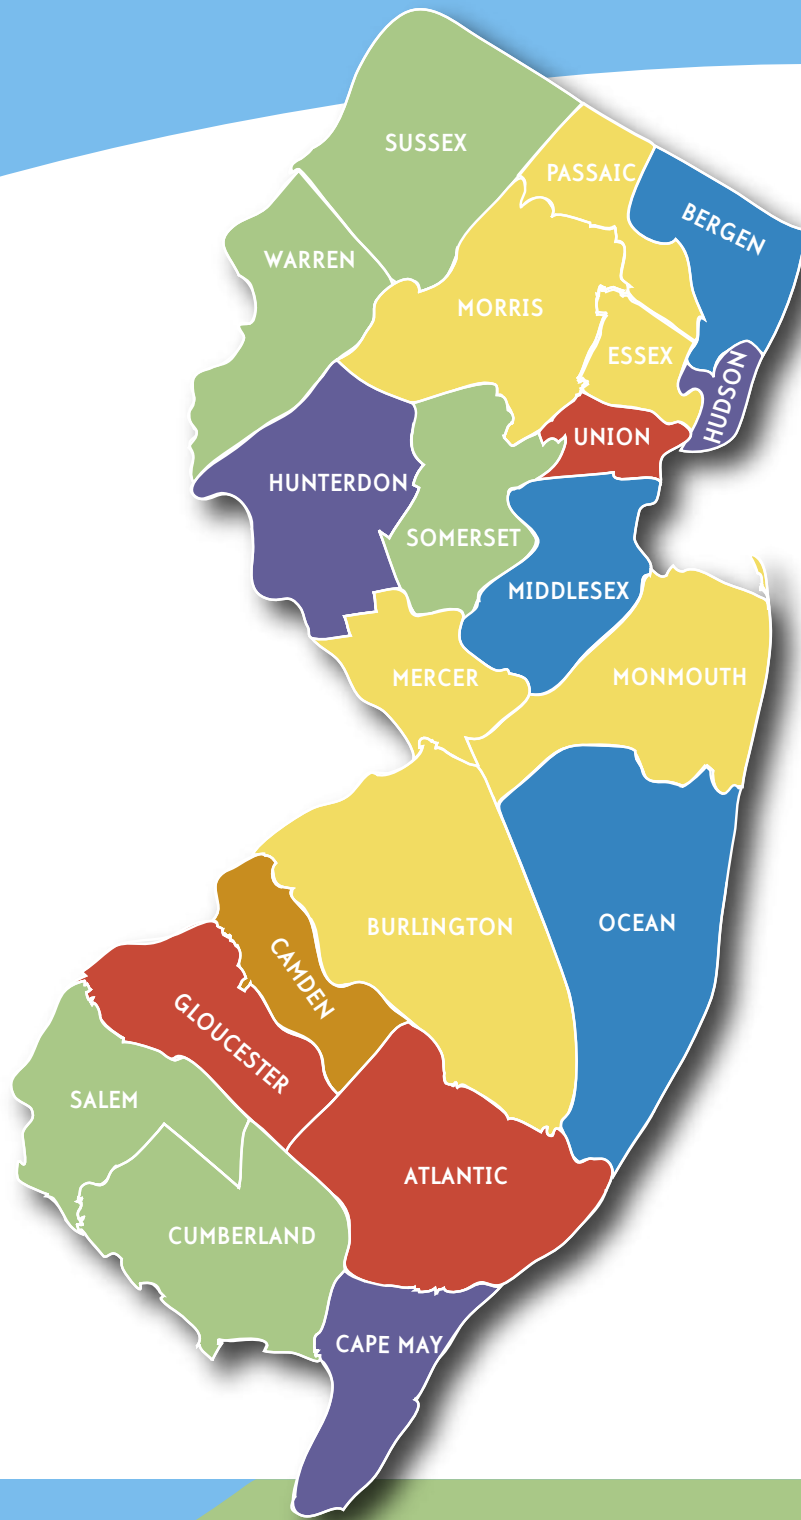 SUSSEX
PASSAIC
BERGEN
WARREN
MORRIS
ESSEX
HUDSON
UNION
HUNTERDON
SOMERSET
MIDDLESEX
MERCER
MONMOUTH
BURLINGTON
OCEAN
CAMDEN
GLOUCESTER
SALEM
ATLANTIC
CUMBERLAND
CAPE MAY